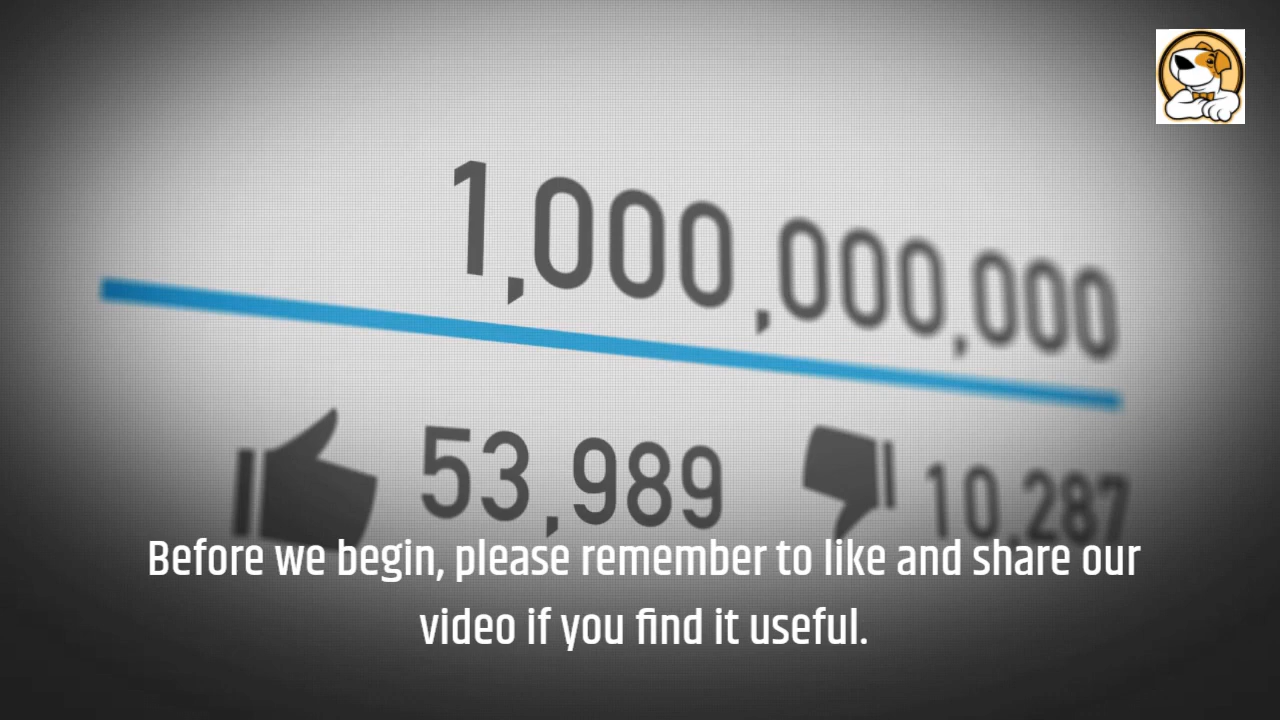 1,000,000,000
53,989 10,287
Before we begin, please remember to like and share our
video if you find it useful.